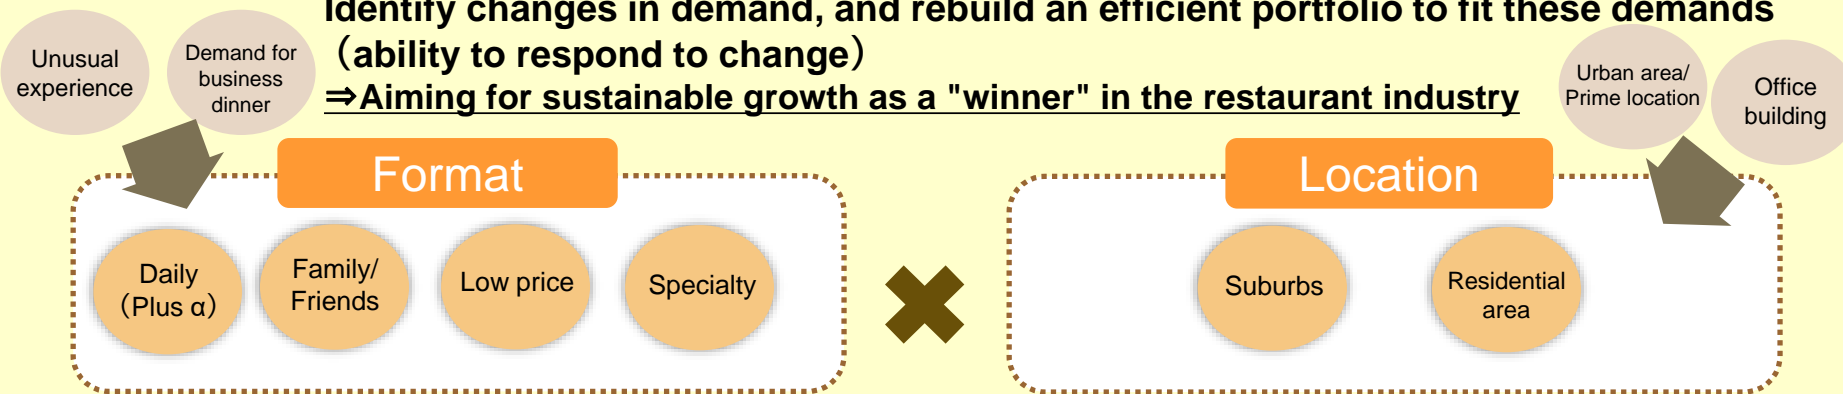 Identify changes in demand, and rebuild an efficient portfolio to fit these demands
（ability to respond to change）
⇒Aiming for sustainable growth as a "winner" in the restaurant industry
Unusual
experience
Demand for
business
dinner
Urban area/
Prime location
Office
building
Format
Daily
（Plus α）
Family/
Friends
Low price
Specialty
Location
Suburbs
Residential
area